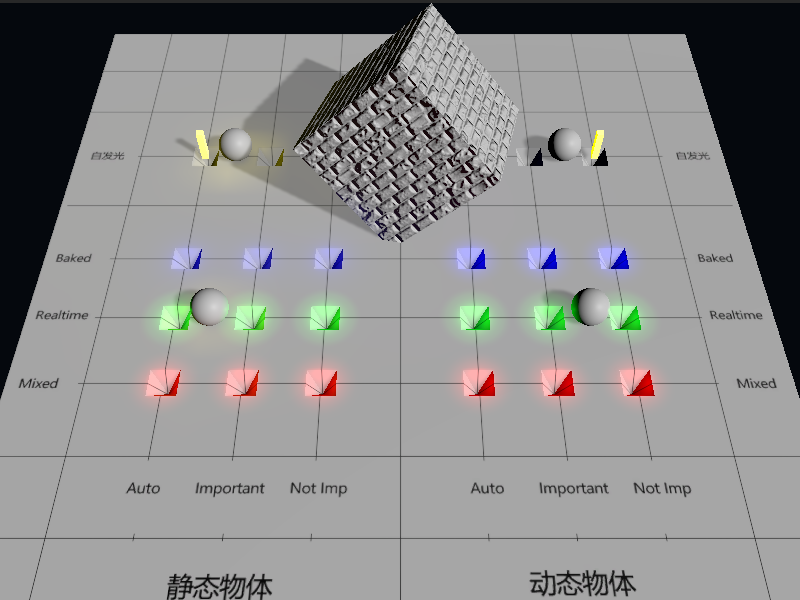 自发光 自发光
Baked Baked
Realtime Realtime
Mixed Mixed
Auto Important Not Imp Auto Important Not Imp
静态物体 动态物体